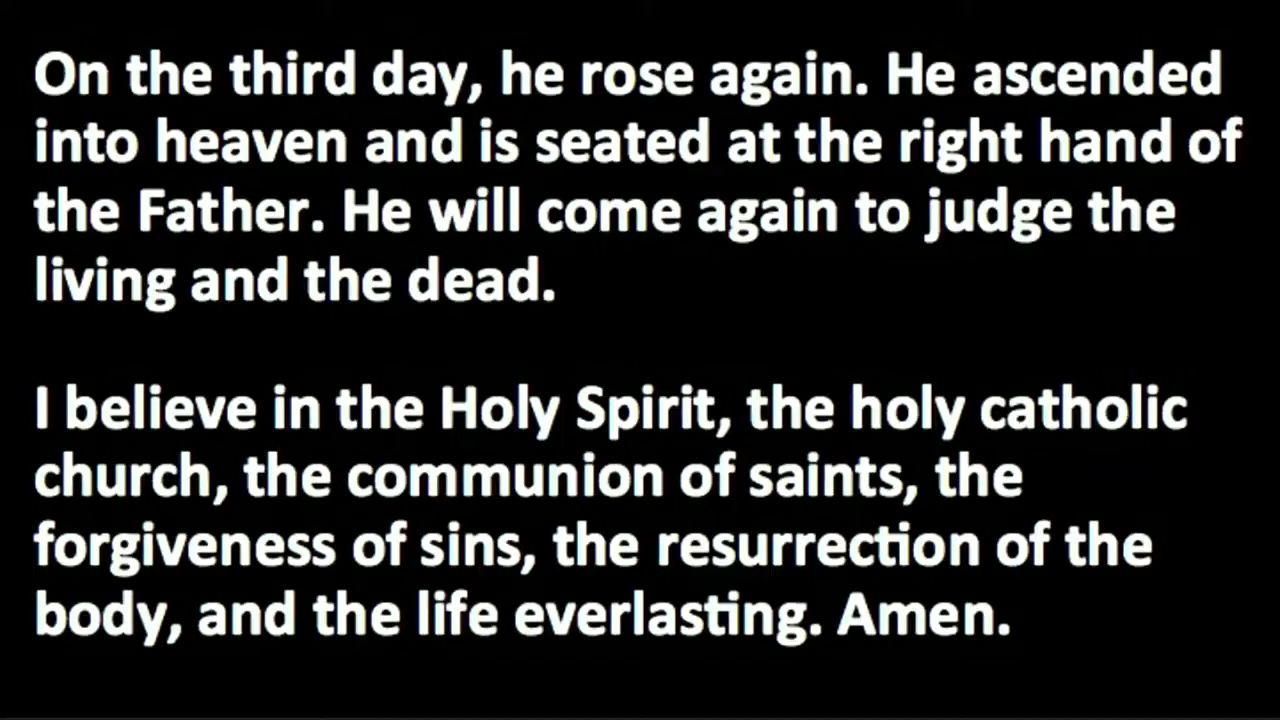 On the third day, he rose again. He ascended
into heaven and is seated at the right hand of
the Father. He will come again to judge the
living and the dead.
I believe in the Holy Spirit, the holy catholic
church, the communion of saints, the
forgiveness of sins, the resurrection of the
body, and the life everlasting. Amen.